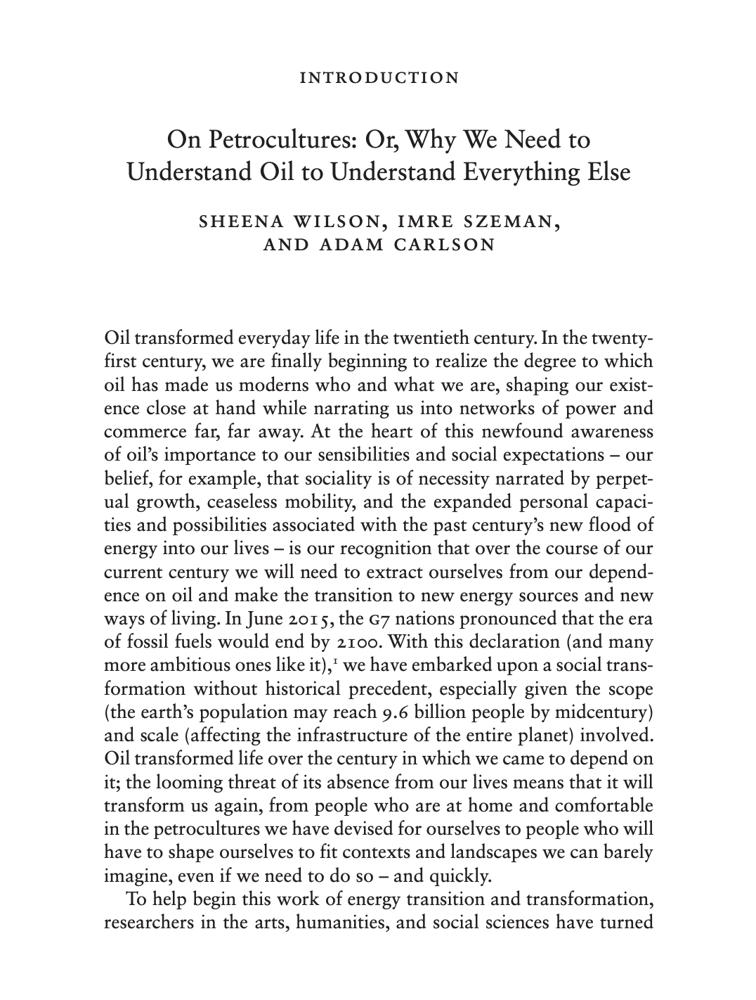 INTRODUCTION
On Petrocultures: Or, Why We Need to
Understand Oil to Understand Everything Else
SHEENA WILSON, IMRE SZEMAN,
AND ADAM CARLSON
Oil transformed everyday life in the twentieth century. In the twenty-
first century, we are finally beginning to realize the degree to which
oil has made us moderns who and what we are, shaping our exist-
ence close at hand while narrating us into networks of power and
commerce far, far away. At the heart of this newfound awareness
of oil’s importance to our sensibilities and social expectations – our
belief, for example, that sociality is of necessity narrated by perpet-
ual growth, ceaseless mobility, and the expanded personal capaci-
ties and possibilities associated with the past century’s new flood of
energy into our lives – is our recognition that over the course of our
current century we will need to extract ourselves from our depend-
ence on oil and make the transition to new energy sources and new
ways of living. In June 2015, the G7 nations pronounced that the era
of fossil fuels would end by 2100. With this declaration (and many
more ambitious ones like it),¹ we have embarked upon a social trans-
formation without historical precedent, especially given the scope
(the earth’s population may reach 9.6 billion people by midcentury)
and scale (affecting the infrastructure of the entire planet) involved.
Oil transformed life over the century in which we came to depend on
it; the looming threat of its absence from our lives means that it will
transform us again, from people who are at home and comfortable
in the petrocultures we have devised for ourselves to people who will
have to shape ourselves to fit contexts and landscapes we can barely
imagine, even if we need to do so – and quickly.
To help begin this work of energy transition and transformation,
researchers in the arts, humanities, and social sciences have turned